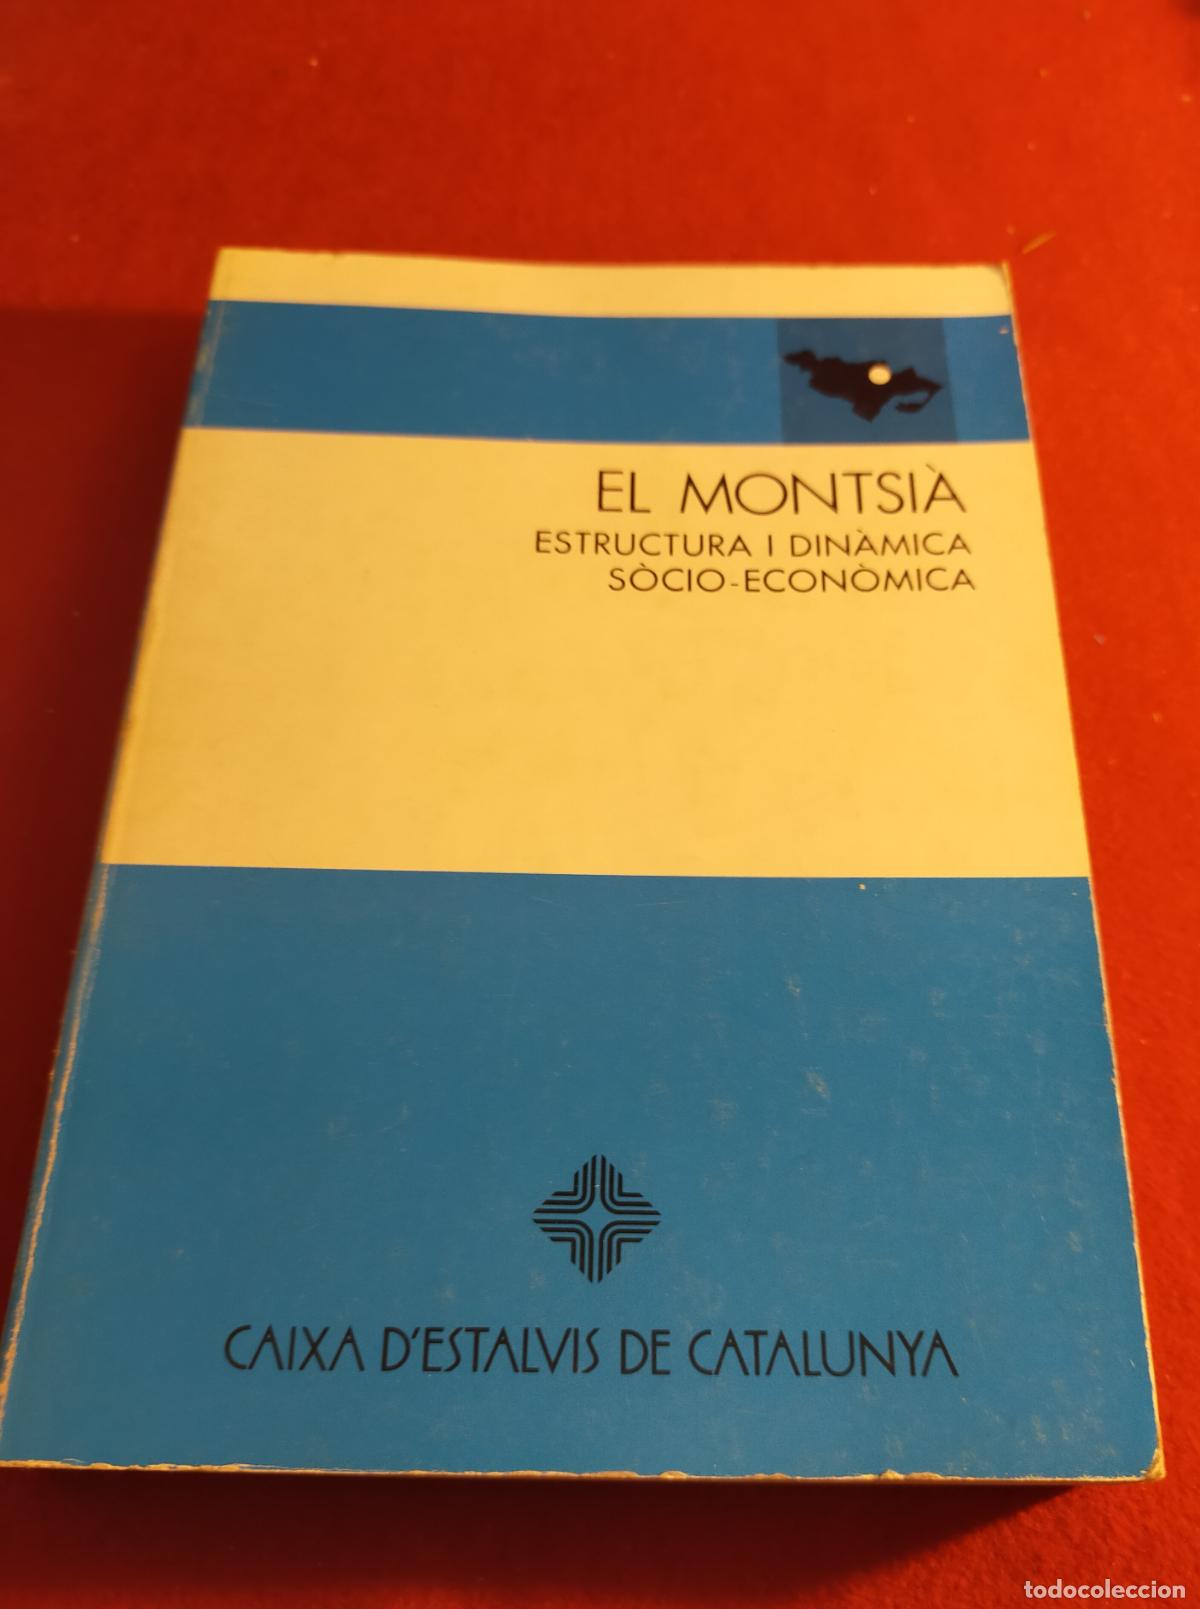 EL MONTSIÀ
ESTRUCTURA I DINÀMICA
SÒCIO-ECONÒMICA
CAIXA D'ESTALVIS DE CATALUNYA
todocoleccion